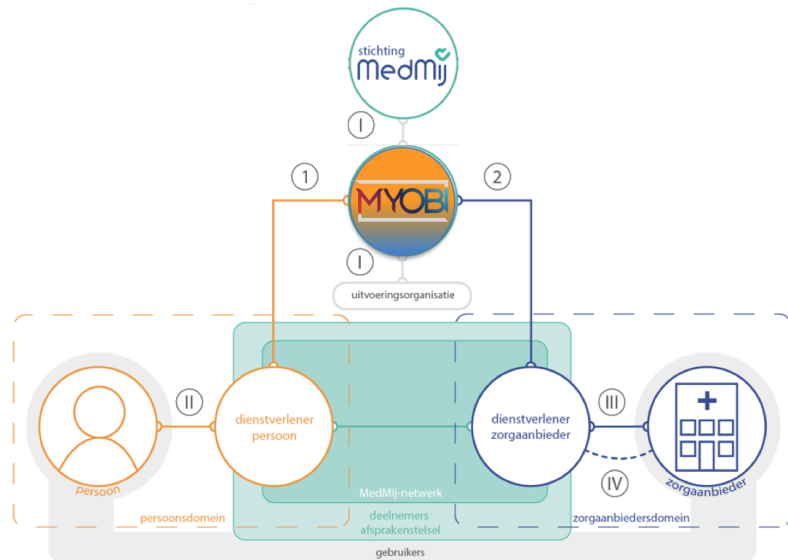 stichting
MedMij
I
1
2
MYOBI
I
uitvoeringsorganisatie
II
dienstverlener
persoon
dienstverlener
zorgaanbieder
III
IV
persoon
zorgaanbieder
MedMij-netwerk
persoonsdomein
deelnemers
afsprakenstelsel
zorgaanbiedersdomein
gebruikers